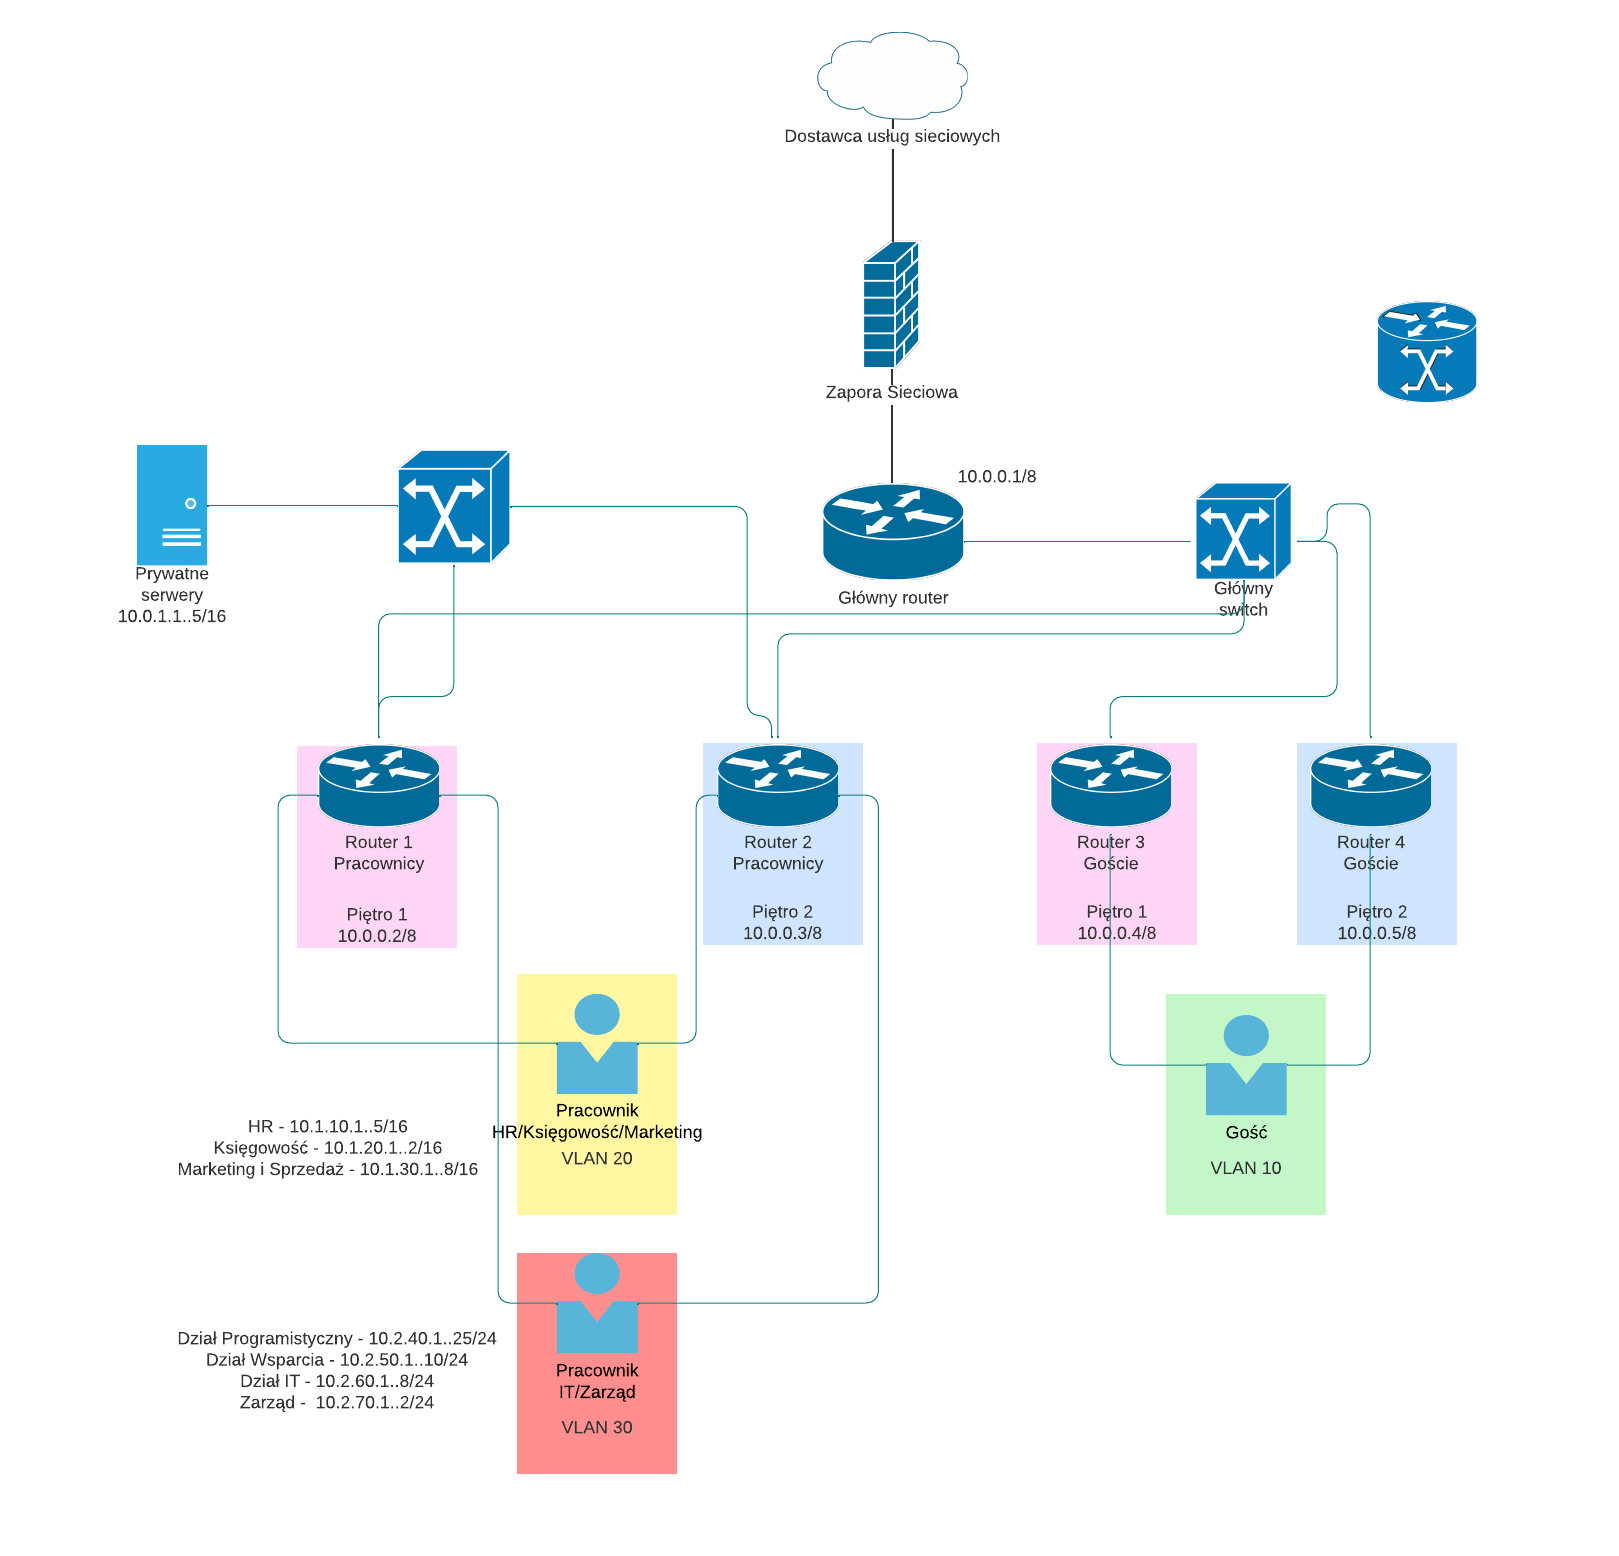 Dostawca usług sieciowych
Zapora Sieciowa
10.0.0.1/8
Główny router
Główny
switch
Prywatne
serwery
10.0.1.1..5/16
Router 1
Pracownicy
Piętro 1
10.0.0.2/8
Router 2
Pracownicy
Piętro 2
10.0.0.3/8
Router 3
Goście
Piętro 1
10.0.0.4/8
Router 4
Goście
Piętro 2
10.0.0.5/8
HR - 10.1.10.1..5/16
Księgowość - 10.1.20.1..2/16
Marketing i Sprzedaż - 10.1.30.1..8/16
Pracownik
HR/Księgowość/Marketing
VLAN 20
Gość
VLAN 10
Dział Programistyczny - 10.2.40.1..25/24
Dział Wsparcia - 10.2.50.1..10/24
Dział IT - 10.2.60.1..8/24
Zarząd -  10.2.70.1..2/24
Pracownik
IT/Zarząd
VLAN 30